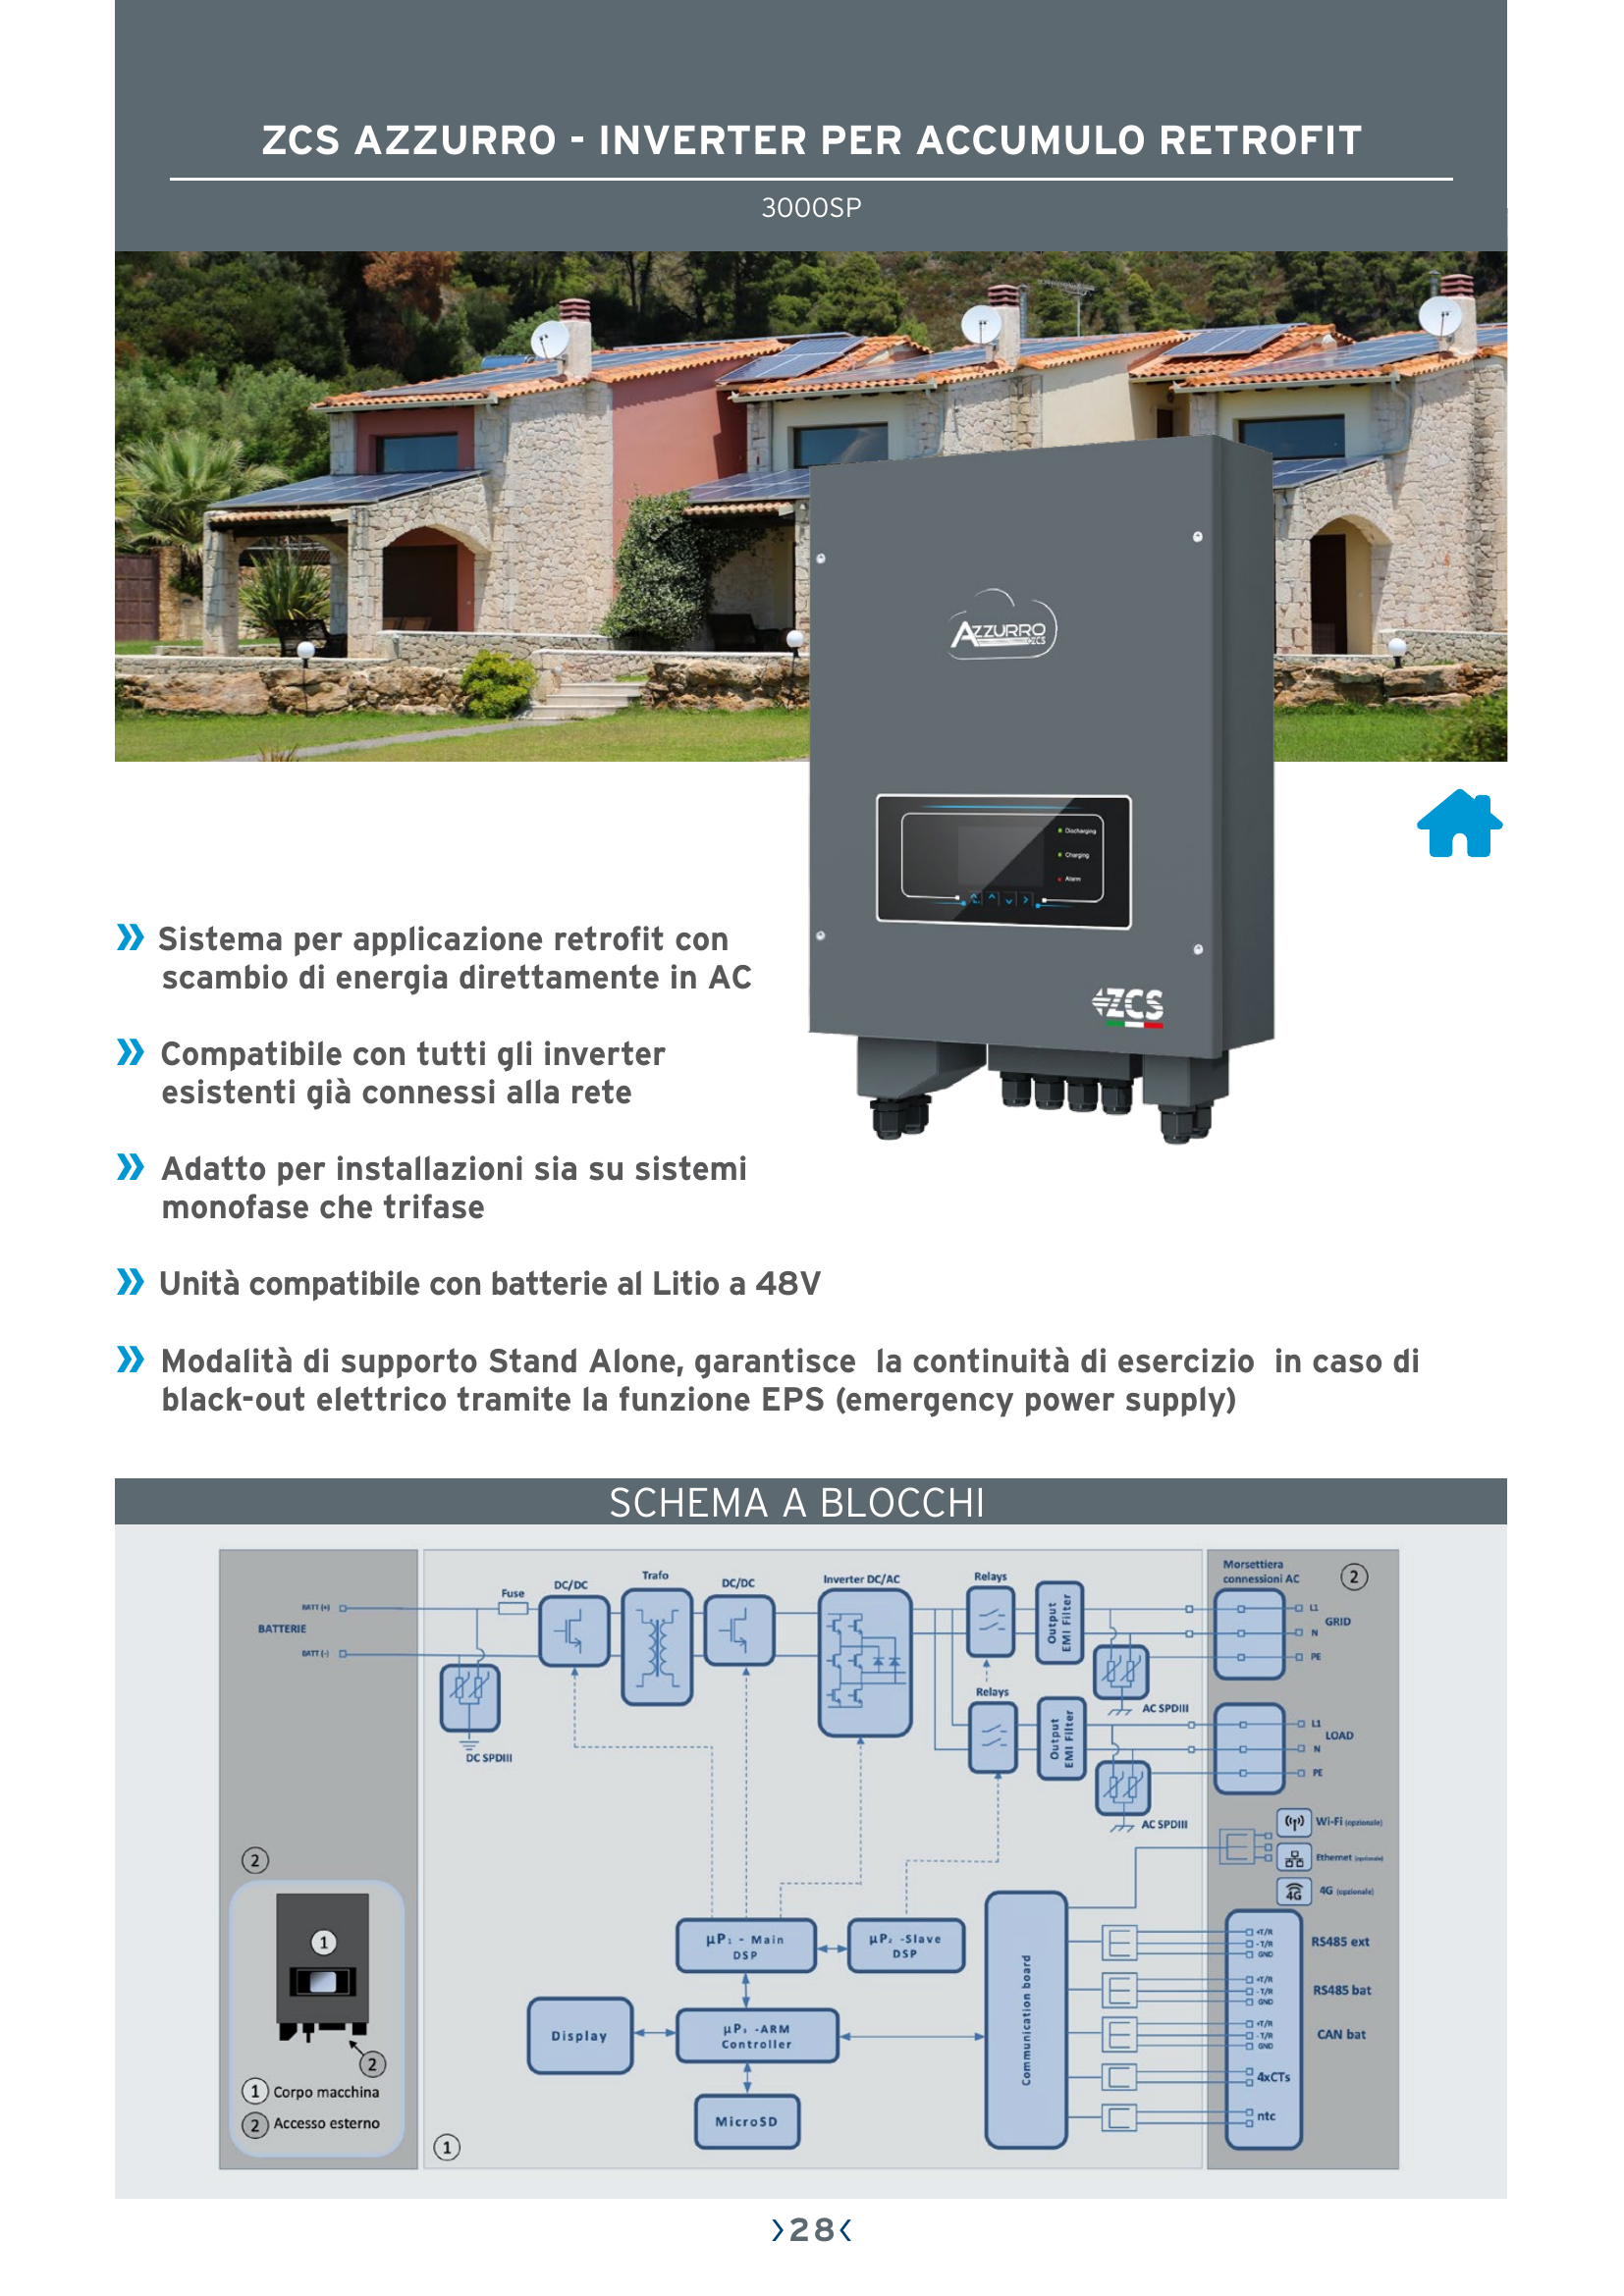 ZCS AZZURRO - INVERTER PER ACCUMULO RETROFIT
3000SP
AZZURRO
ZCS
Discharging
Charging
Alarm
ZCS
» Sistema per applicazione retrofit con
scambio di energia direttamente in AC
» Compatibile con tutti gli inverter
esistenti già connessi alla rete
» Adatto per installazioni sia su sistemi
monofase che trifase
» Unità compatibile con batterie al Litio a 48V
» Modalità di supporto Stand Alone, garantisce la continuità di esercizio in caso di
black-out elettrico tramite la funzione EPS (emergency power supply)
SCHEMA A BLOCCHI
BATT (+)
BATTERIE
BATT (-)
Fuse
DC/DC
Trafo
DC/DC
Inverter DC/AC
Relays
Output
EMI Filter
Morsettiera
connessioni AC
2
L1
GRID
N
PE
DC SPDIII
Relays
Output
EMI Filter
AC SPDIII
L1
LOAD
N
PE
AC SPDIII
Wi-Fi (opzionale)
Ethernet (opzionale)
4G
4G (opzionale)
2
1
2
1 Corpo macchina
2 Accesso esterno
1
µP₁ - Main
DSP
µP₂ -Slave
DSP
Display
µP₃ -ARM
Controller
MicroSD
Communication board
+T/R
- T/R
GND
RS485 ext
+T/R
- T/R
GND
RS485 bat
+T/R
- T/R
GND
CAN bat
4xCTs
ntc
›28‹